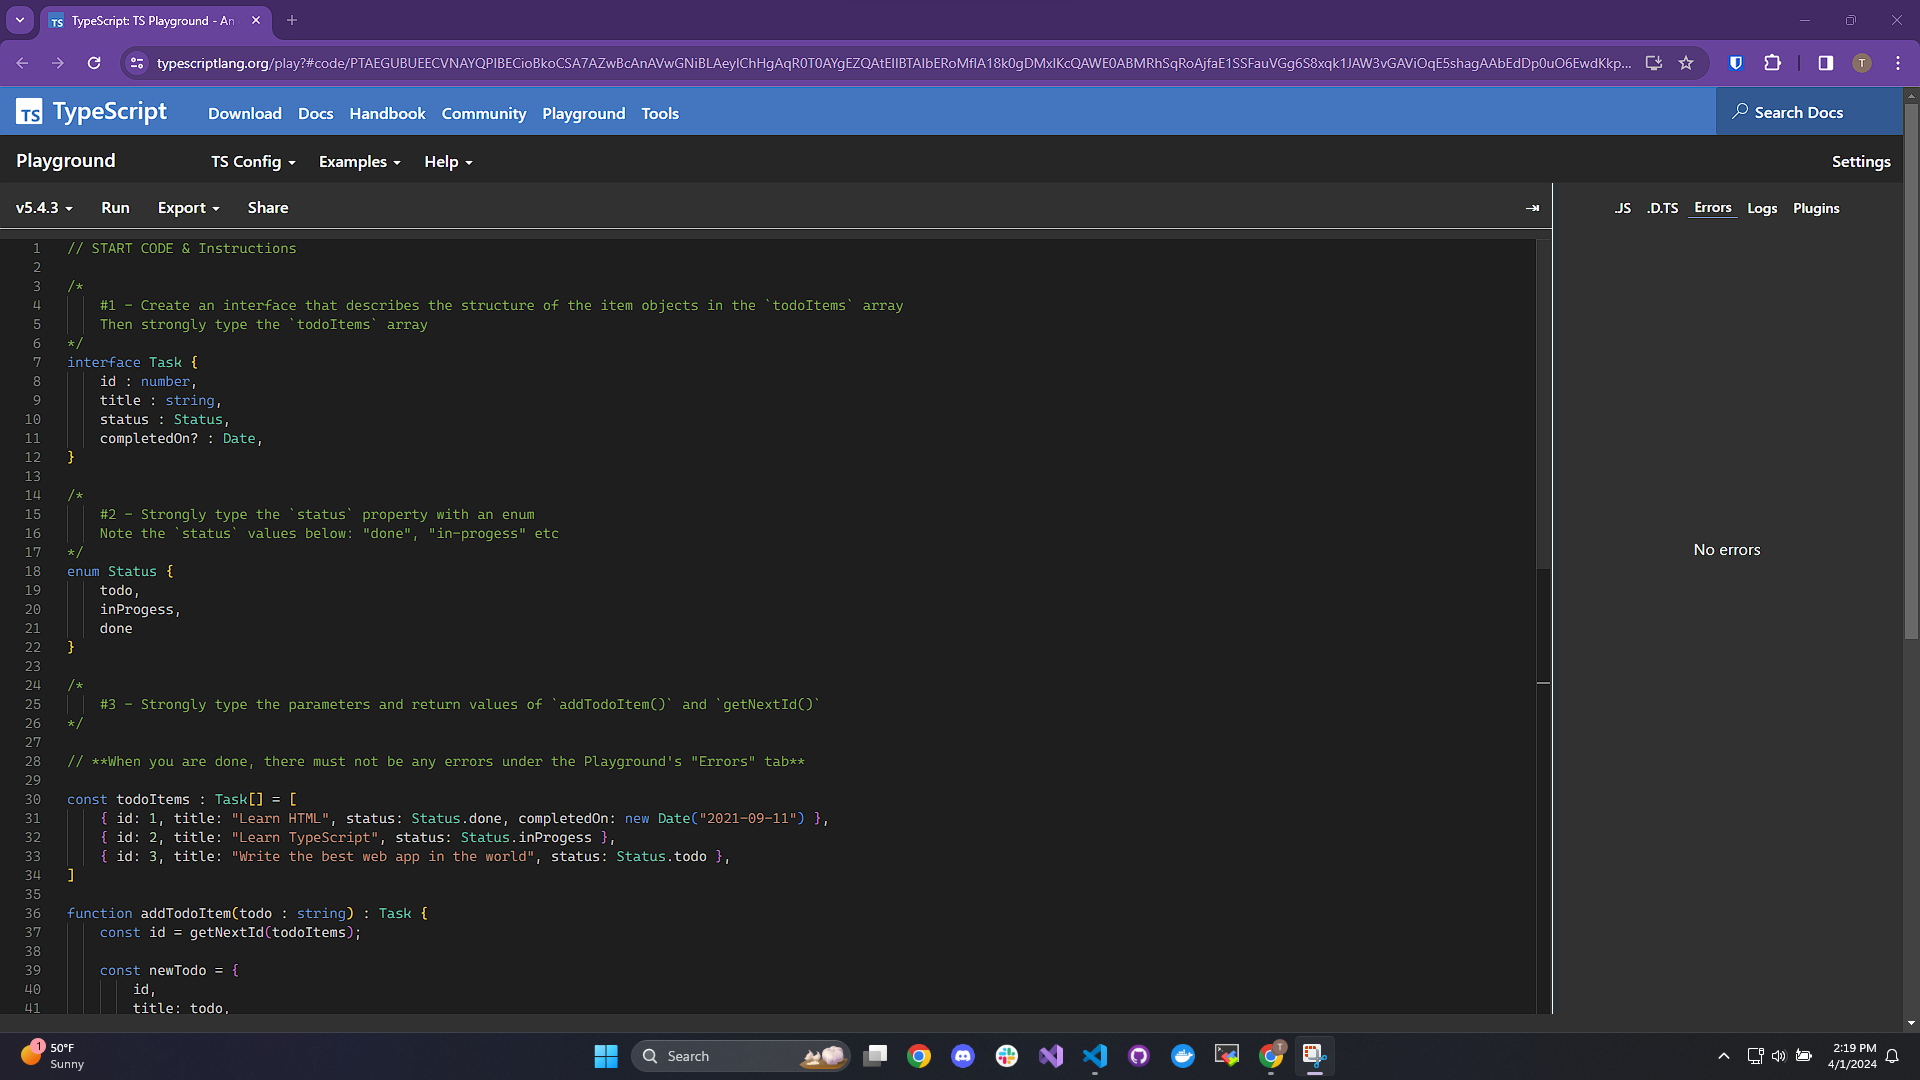 TypeScript: TS Playground - An
typescriptlang.org/play?#code/
TypeScript
Download Docs Handbook Community Playground Tools
Search Docs
Playground
TS Config Examples Help
Settings
v5.4.3 Run Export Share
.JS .D.TS Errors Logs Plugins
1 // START CODE & Instructions
2
3 /*
4 #1 - Create an interface that describes the structure of the item objects in the `todoItems` array
5 Then strongly type the `todoItems` array
6 */
7 interface Task {
8 id : number,
9 title : string,
10 status : Status,
11 completedOn? : Date,
12 }
13
14 /*
15 #2 - Strongly type the `status` property with an enum
16 Note the `status` values below: "done", "in-progess" etc
17 */
18 enum Status {
19 todo,
20 inProgess,
21 done
22 }
23
24 /*
25 #3 - Strongly type the parameters and return values of `addTodoItem()` and `getNextId()`
26 */
27
28 // **When you are done, there must not be any errors under the Playground's "Errors" tab**
29
30 const todoItems : Task[] = [
31 { id: 1, title: "Learn HTML", status: Status.done, completedOn: new Date("2021-09-11") },
32 { id: 2, title: "Learn TypeScript", status: Status.inProgess },
33 { id: 3, title: "Write the best web app in the world", status: Status.todo },
34 ]
35
36 function addTodoItem(todo : string) : Task {
37 const id = getNextId(todoItems);
38
39 const newTodo = {
40 id,
41 title: todo,
No errors
1
50°F
Sunny
Search
T
2:19 PM
4/1/2024